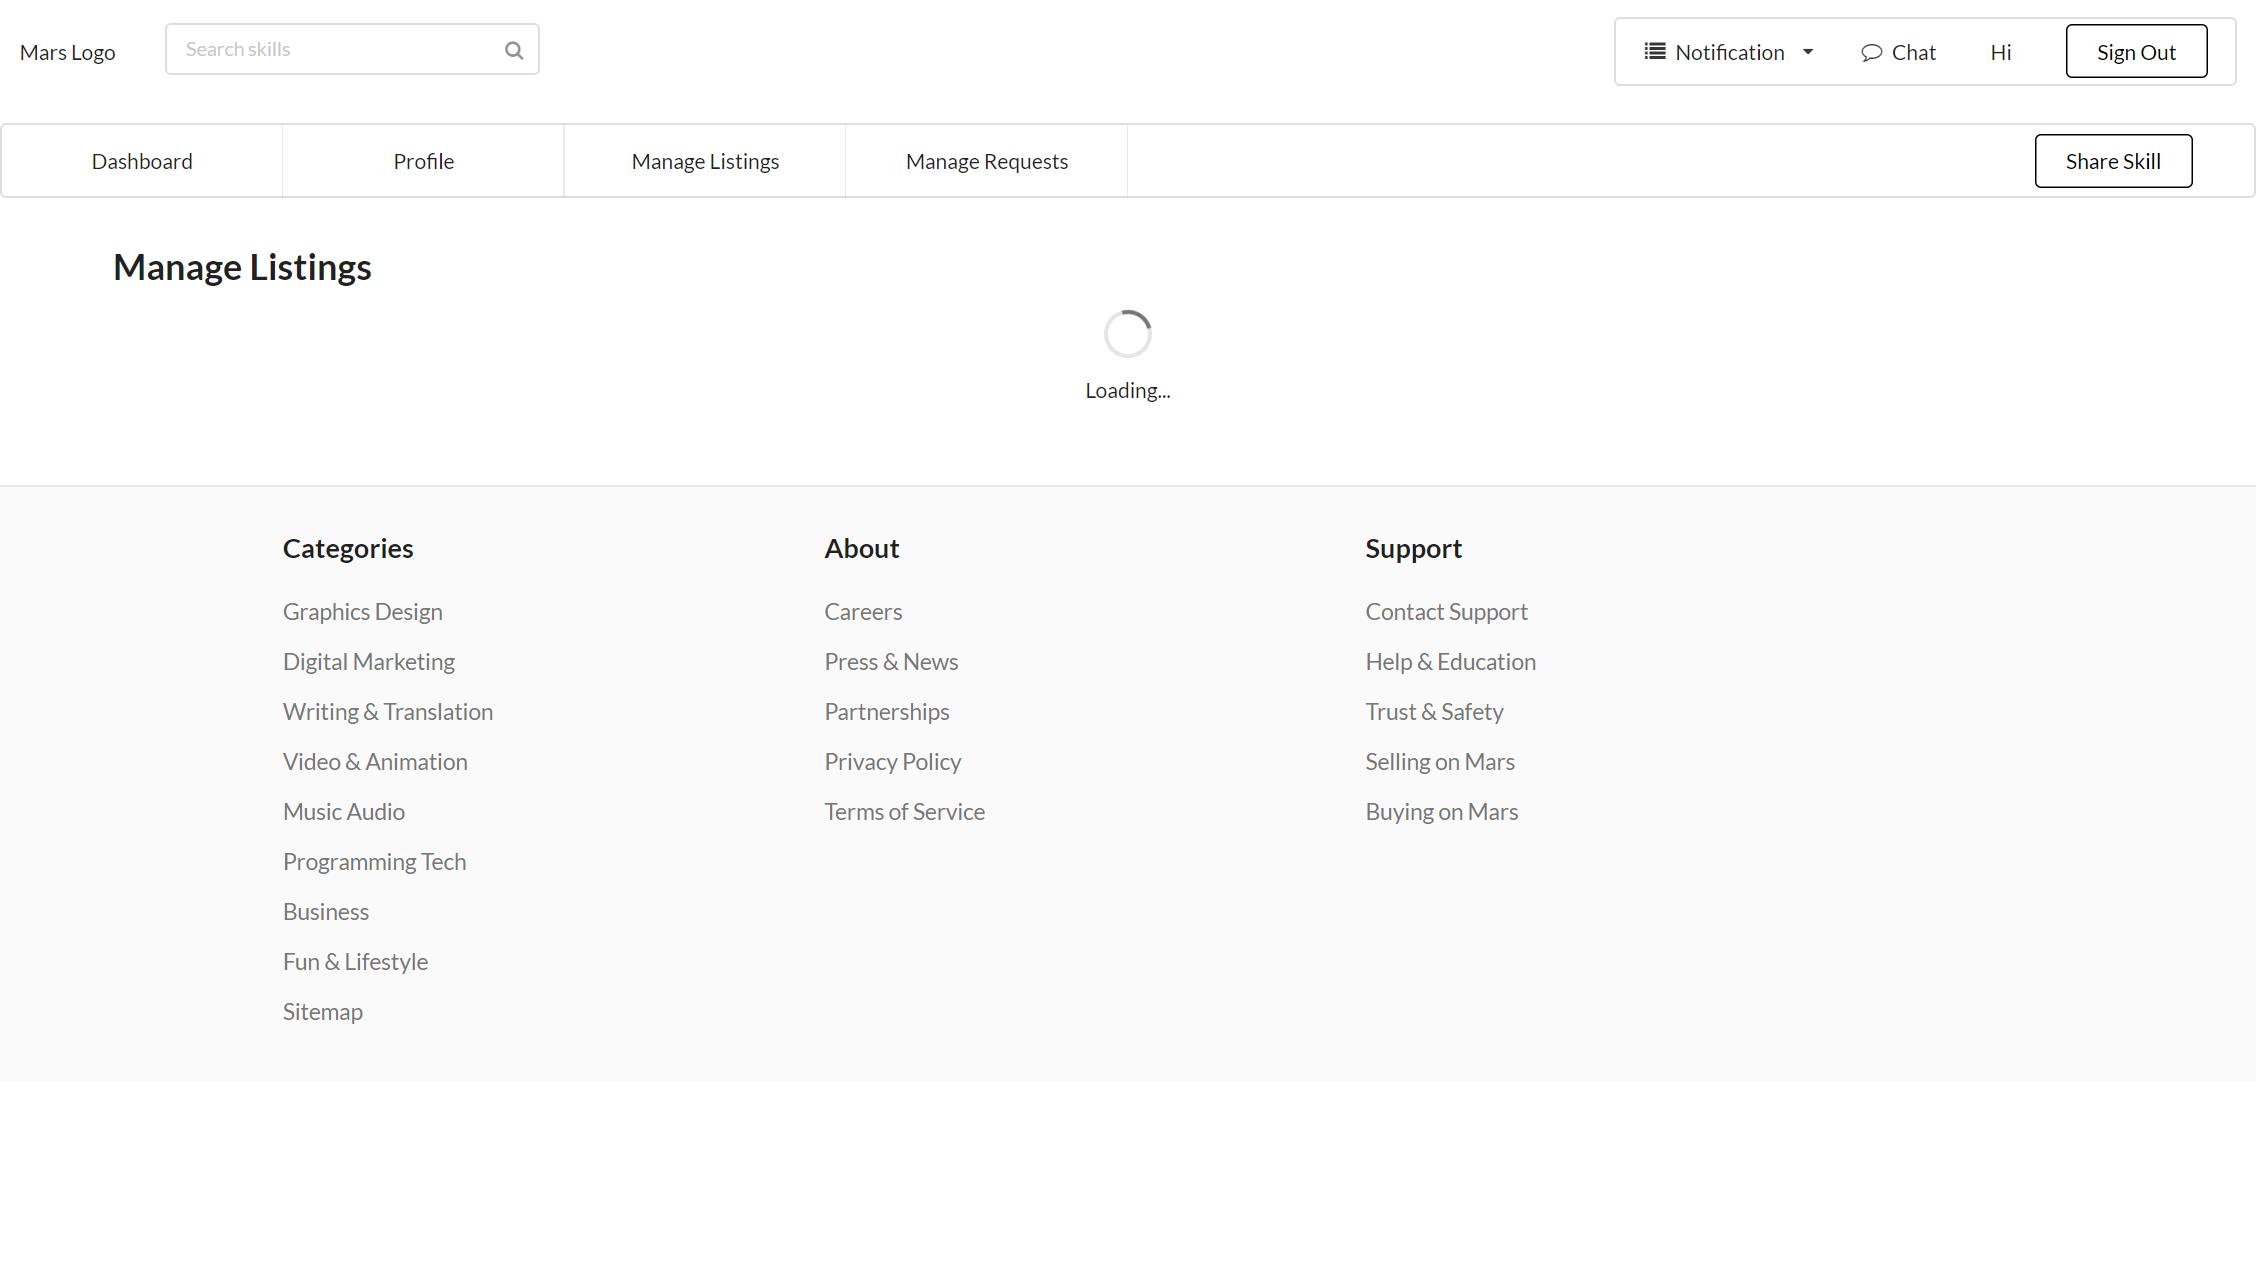 Mars Logo
Search skills
Notification
Chat
Hi
Sign Out
Dashboard
Profile
Manage Listings
Manage Requests
Share Skill
Manage Listings
Loading...
Categories
Graphics Design
Digital Marketing
Writing & Translation
Video & Animation
Music Audio
Programming Tech
Business
Fun & Lifestyle
Sitemap
About
Careers
Press & News
Partnerships
Privacy Policy
Terms of Service
Support
Contact Support
Help & Education
Trust & Safety
Selling on Mars
Buying on Mars